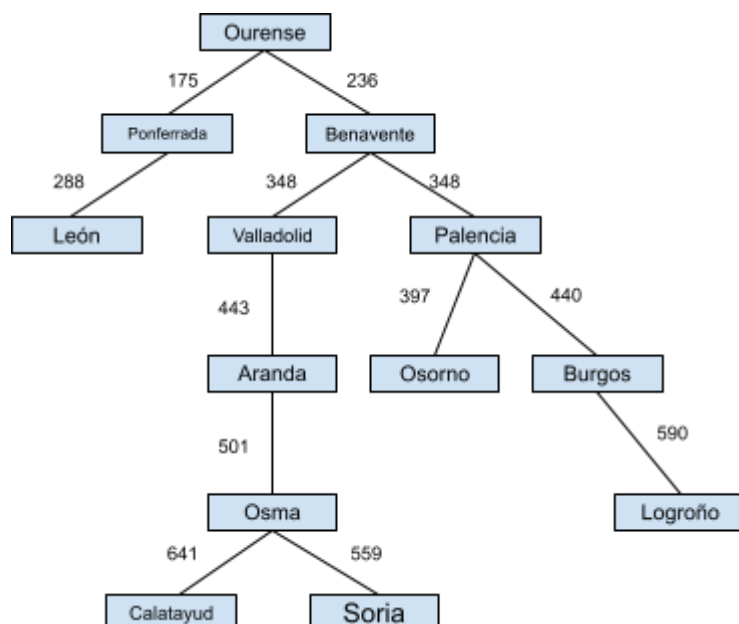 Ourense
175
236
Ponferrada
Benavente
288
348
348
León
Valladolid
Palencia
443
397
440
Aranda
Osorno
Burgos
501
590
Osma
Logroño
641
559
Calatayud
Soria